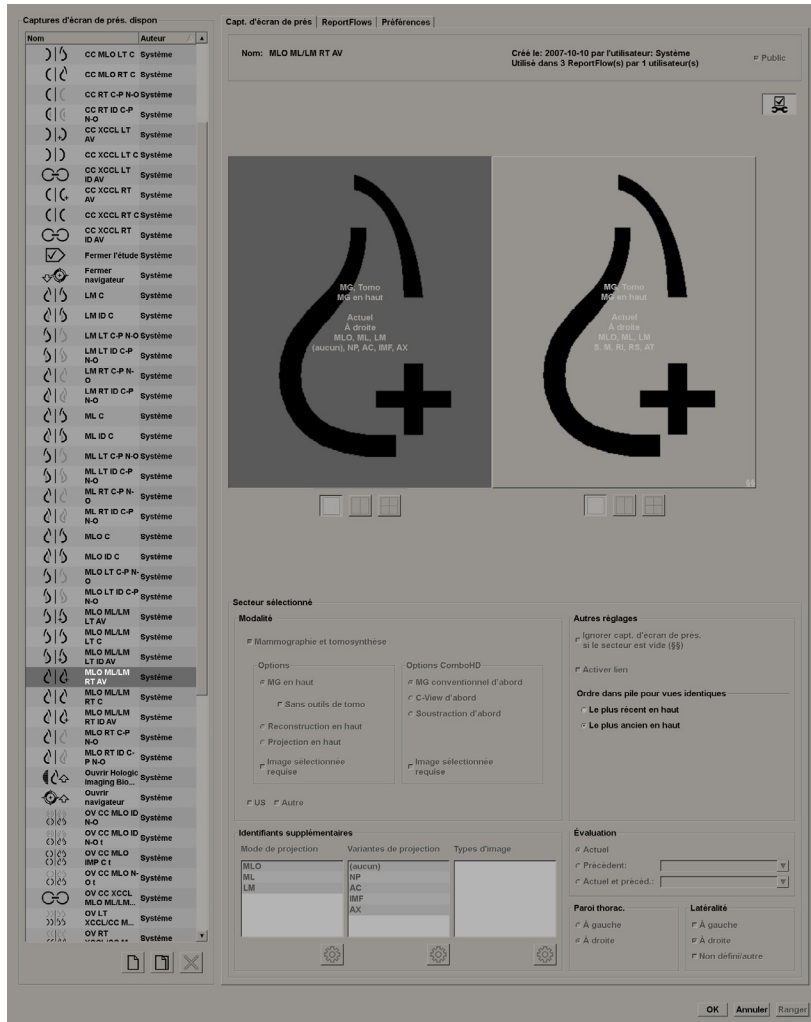 Captures d'écran de prés. dispon
Nom Auteur
CC MLO LT C Système
CC MLO RT C Système
CC RT C-P N-O Système
CC RT ID C-P N-O Système
CC XCCL LT AV Système
CC XCCL LT C Système
CC XCCL LT ID AV Système
CC XCCL RT AV Système
CC XCCL RT C Système
CC XCCL RT ID AV Système
Fermer l'étude Système
Fermer navigateur Système
LM C Système
LM ID C Système
LM LT C-P N-O Système
LM LT ID C-P N-O Système
LM RT C-P N-O Système
LM RT ID C-P N-O Système
ML C Système
ML ID C Système
ML LT C-P N-O Système
ML LT ID C-P N-O Système
ML RT C-P N-O Système
ML RT ID C-P N-O Système
MLO C Système
MLO ID C Système
MLO LT C-P N-O Système
MLO LT ID C-P N-O Système
MLO ML/LM LT AV Système
MLO ML/LM LT C Système
MLO ML/LM LT ID AV Système
MLO ML/LM RT AV Système
MLO ML/LM RT C Système
MLO ML/LM RT ID AV Système
MLO RT C-P N-O Système
MLO RT ID C-P N-O Système
Ouvrir Hologic Imaging Bio... Système
Ouvrir navigateur Système
OV CC MLO ID N-O Système
OV CC MLO ID N-O t Système
OV CC MLO IMP C t Système
OV CC MLO N-O t Système
OV CC XCCL MLO ML/LM... Système
OV LT XCCL/CC M... Système
OV RT Système
Capt. d'écran de prés ReportFlows Préférences
Nom: MLO ML/LM RT AV
Créé le: 2007-10-10 par l'utilisateur: Système
Utilisé dans 3 ReportFlow(s) par 1 utilisateur(s)
Public
MG, Tomo
MG en haut
Actuel
À droite
MLO, ML, LM
(aucun), NP, AC, IMF, AX
MG, Tomo
MG en haut
Actuel
À droite
MLO, ML, LM
S, M, RI, RS, AT
§§
Secteur sélectionné
Modalité
Mammographie et tomosynthèse
Options
MG en haut
Sans outils de tomo
Reconstruction en haut
Projection en haut
Image sélectionnée
requise
Options ComboHD
MG conventionnel d'abord
C-View d'abord
Soustraction d'abord
Image sélectionnée
requise
US Autre
Autres réglages
Ignorer capt. d'écran de prés.
si le secteur est vide (§§)
Activer lien
Ordre dans pile pour vues identiques
Le plus récent en haut
Le plus ancien en haut
Identifiants supplémentaires
Mode de projection Variantes de projection Types d'image
MLO (aucun)
ML NP
LM AC
IMF
AX
Évaluation
Actuel
Précédent:
Actuel et précéd.:
Paroi thorac.
À gauche
À droite
Latéralité
À gauche
À droite
Non défini/autre
OK Annuler Ranger